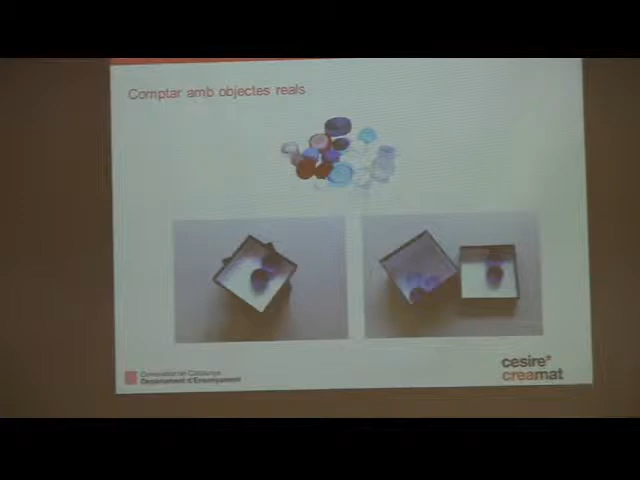 Comptar amb objectes reals
Generalitat de Catalunya
Departament d'Ensenyament
cesire*
creamat